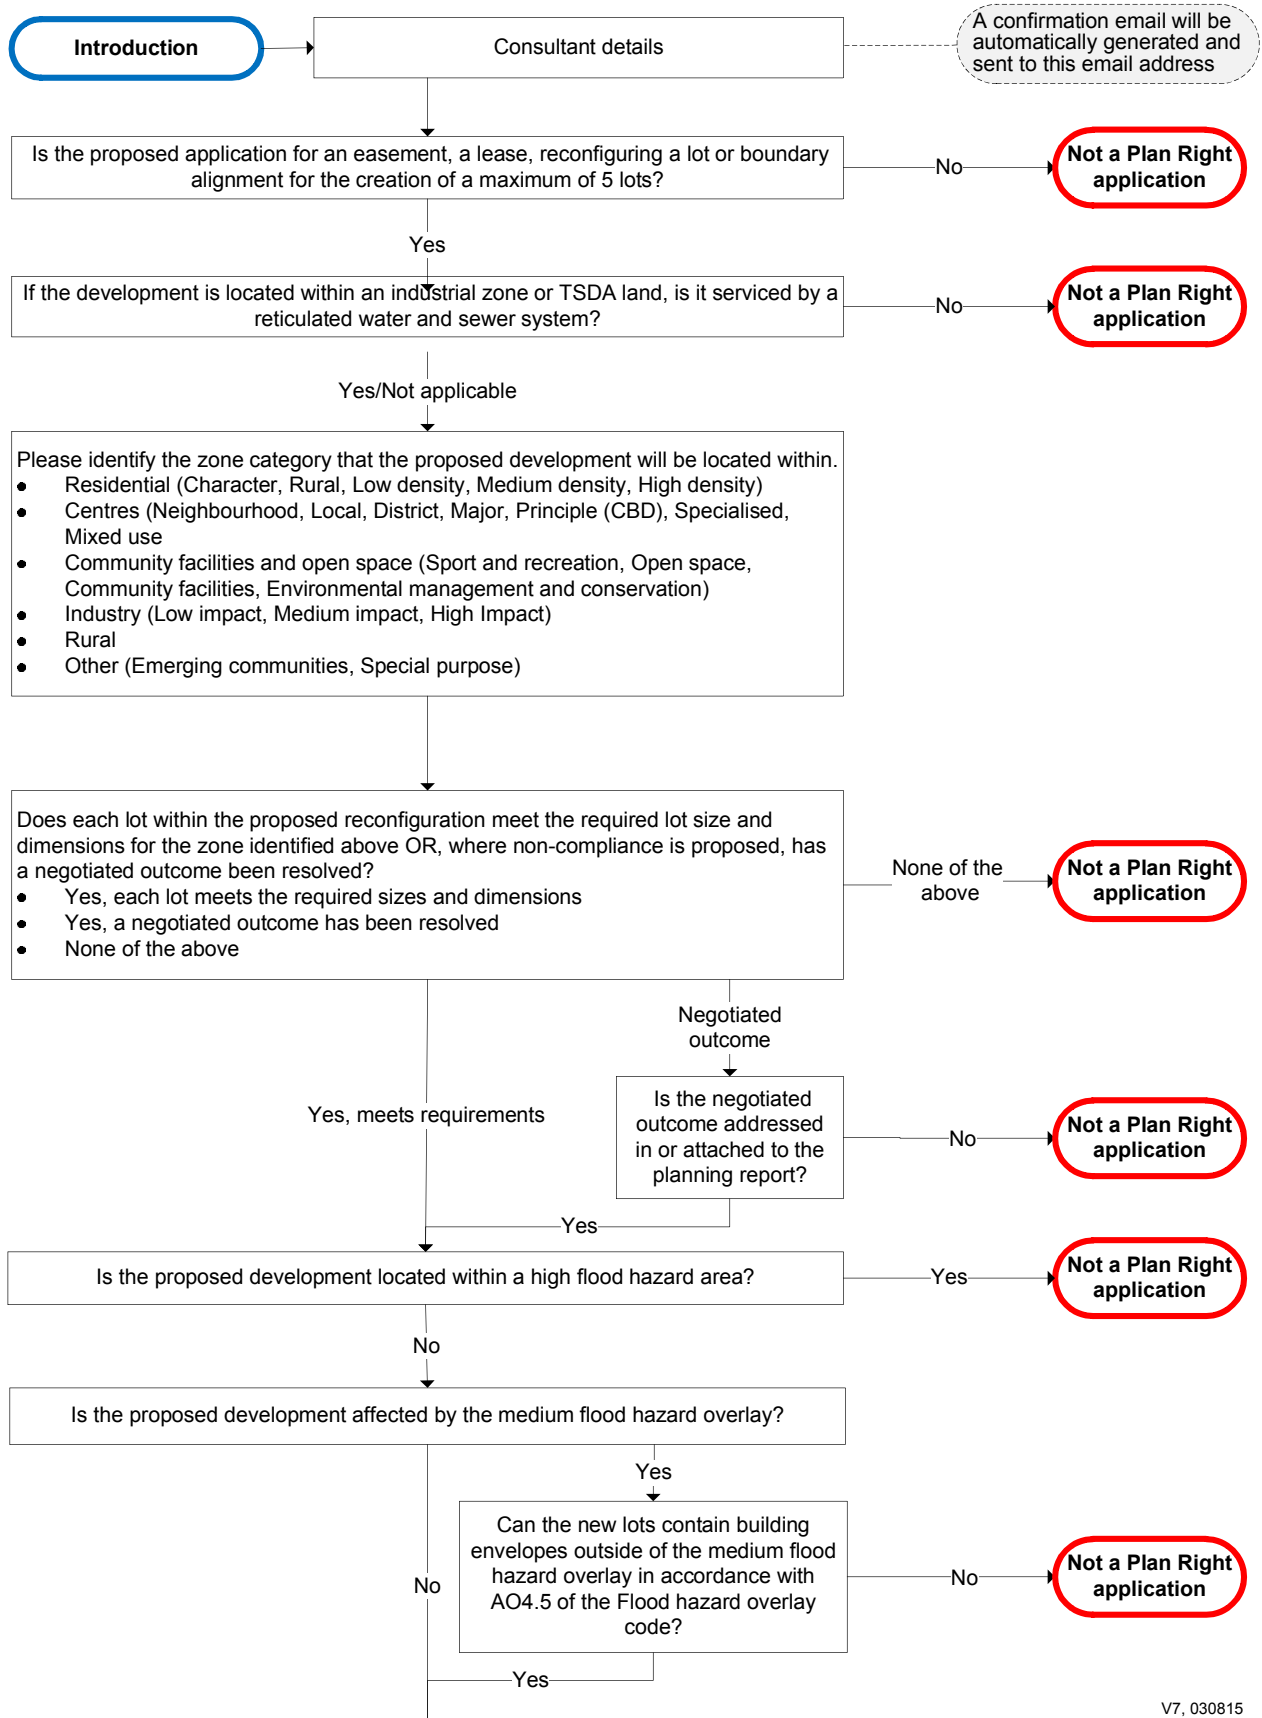 Introduction
Consultant details
A confirmation email will be
automatically generated and
sent to this email address
Is the proposed application for an easement, a lease, reconfiguring a lot or boundary
alignment for the creation of a maximum of 5 lots?
No
Not a Plan Right
application
Yes
If the development is located within an industrial zone or TSDA land, is it serviced by a
reticulated water and sewer system?
No
Not a Plan Right
application
Yes/Not applicable
Please identify the zone category that the proposed development will be located within.
• Residential (Character, Rural, Low density, Medium density, High density)
• Centres (Neighbourhood, Local, District, Major, Principle (CBD), Specialised,
Mixed use
• Community facilities and open space (Sport and recreation, Open space,
Community facilities, Environmental management and conservation)
• Industry (Low impact, Medium impact, High Impact)
• Rural
• Other (Emerging communities, Special purpose)
Does each lot within the proposed reconfiguration meet the required lot size and
dimensions for the zone identified above OR, where non-compliance is proposed, has
a negotiated outcome been resolved?
• Yes, each lot meets the required sizes and dimensions
• Yes, a negotiated outcome has been resolved
• None of the above
None of the
above
Not a Plan Right
application
Negotiated
outcome
Yes, meets requirements
Is the negotiated
outcome addressed
in or attached to the
planning report?
No
Not a Plan Right
application
Yes
Is the proposed development located within a high flood hazard area?
Yes
Not a Plan Right
application
No
Is the proposed development affected by the medium flood hazard overlay?
Yes
Can the new lots contain building
envelopes outside of the medium flood
hazard overlay in accordance with
AO4.5 of the Flood hazard overlay
code?
No
No
Not a Plan Right
application
Yes
V7, 030815